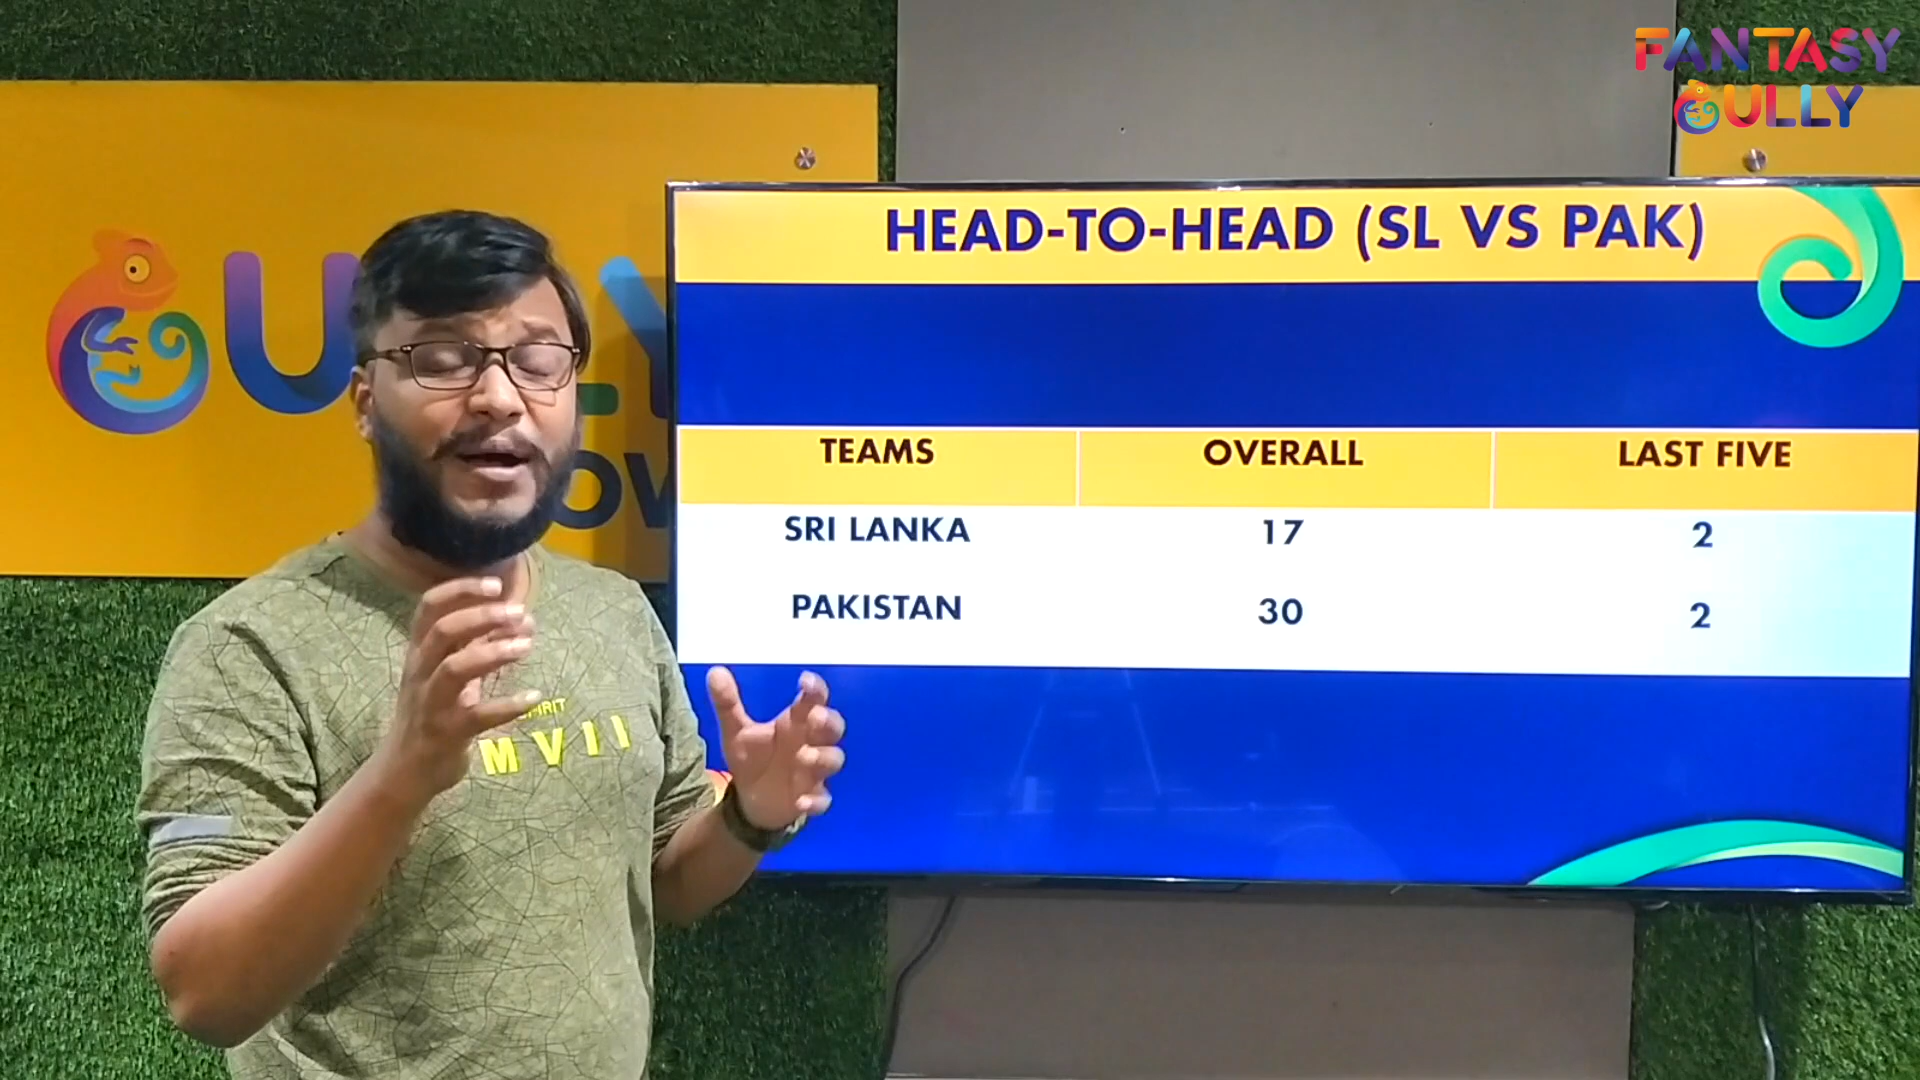 FANTASY
GULLY
HEAD-TO-HEAD (SL VS PAK)
TEAMS OVERALL LAST FIVE
SRI LANKA 17 2
PAKISTAN 30 2
MVII